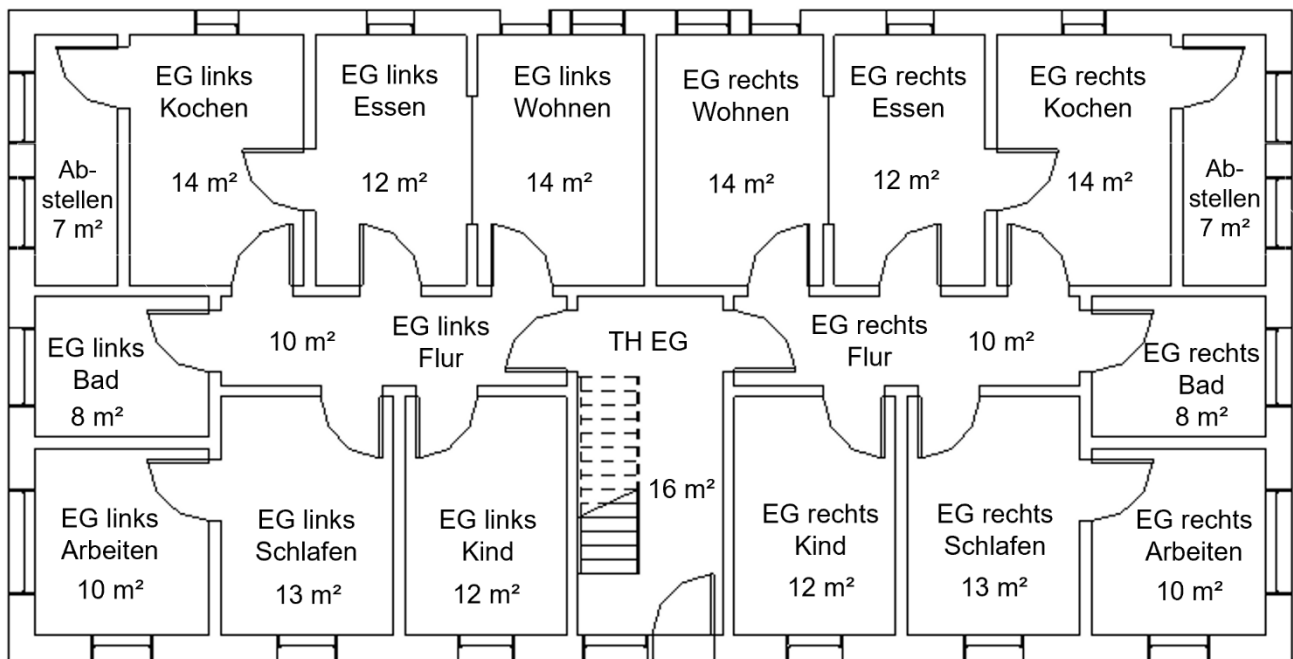 EG links
Kochen
14 m²
EG links
Essen
12 m²
EG links
Wohnen
14 m²
EG rechts
Wohnen
14 m²
EG rechts
Essen
12 m²
EG rechts
Kochen
14 m²
Ab-
stellen
7 m²
Ab-
stellen
7 m²
EG links
Bad
8 m²
10 m²
EG links
Flur
TH EG
16 m²
EG rechts
Flur
10 m²
EG rechts
Bad
8 m²
EG links
Arbeiten
10 m²
EG links
Schlafen
13 m²
EG links
Kind
12 m²
EG rechts
Kind
12 m²
EG rechts
Schlafen
13 m²
EG rechts
Arbeiten
10 m²